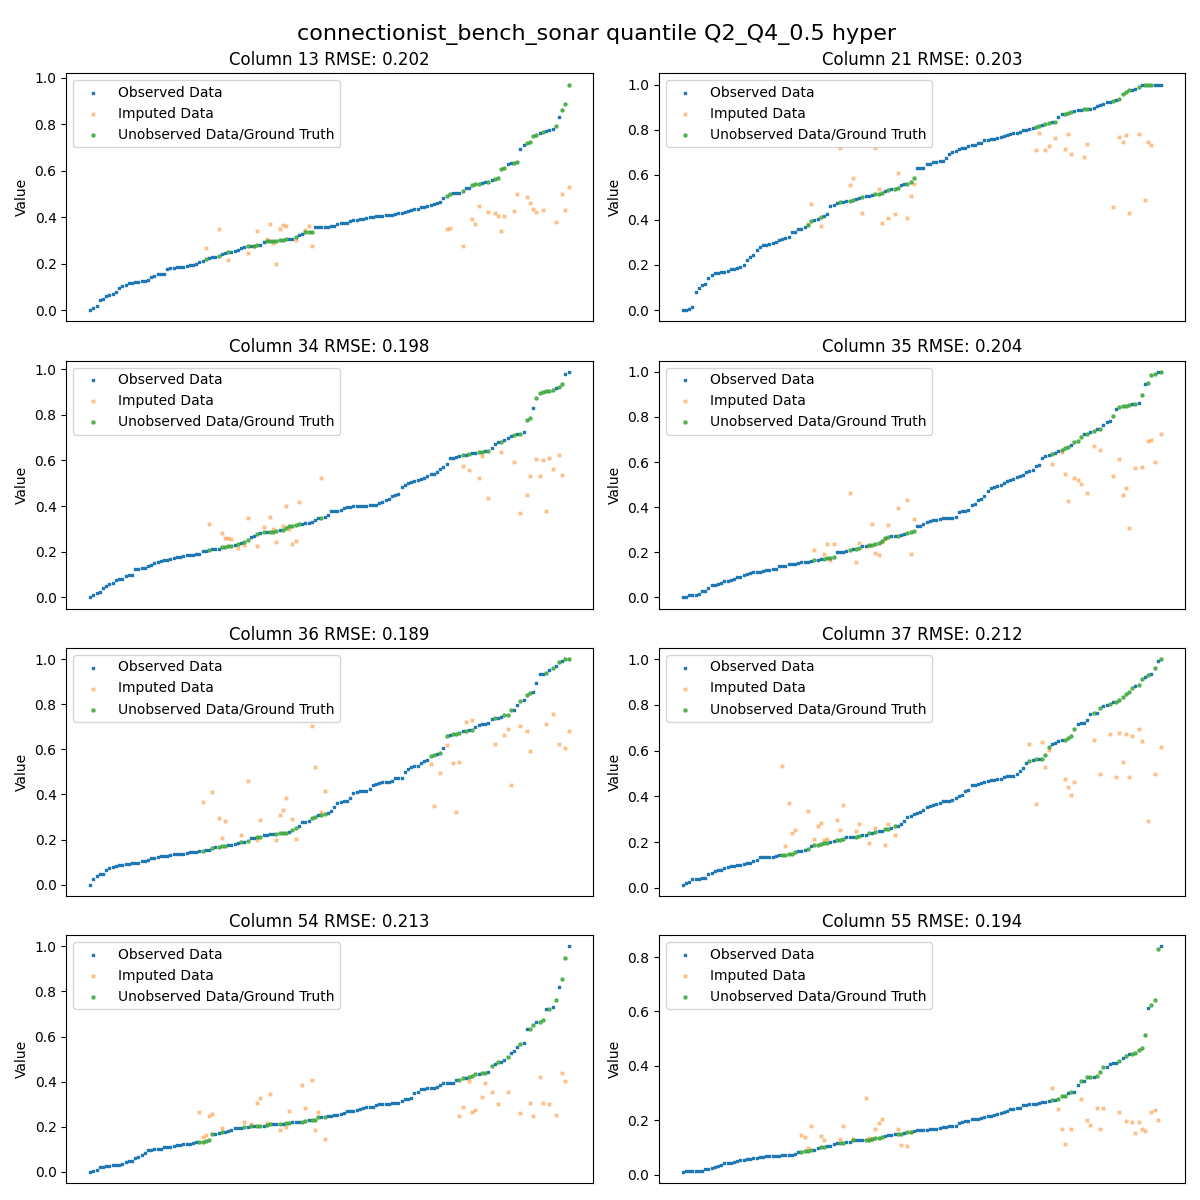 connectionist_bench_sonar quantile Q2_Q4_0.5 hyper
Column 13 RMSE: 0.202
Observed Data
Imputed Data
Unobserved Data/Ground Truth
Value
1.0
0.8
0.6
0.4
0.2
0.0
Column 21 RMSE: 0.203
Observed Data
Imputed Data
Unobserved Data/Ground Truth
Value
1.0
0.8
0.6
0.4
0.2
0.0
Column 34 RMSE: 0.198
Observed Data
Imputed Data
Unobserved Data/Ground Truth
Value
1.0
0.8
0.6
0.4
0.2
0.0
Column 35 RMSE: 0.204
Observed Data
Imputed Data
Unobserved Data/Ground Truth
Value
1.0
0.8
0.6
0.4
0.2
0.0
Column 36 RMSE: 0.189
Observed Data
Imputed Data
Unobserved Data/Ground Truth
Value
1.0
0.8
0.6
0.4
0.2
0.0
Column 37 RMSE: 0.212
Observed Data
Imputed Data
Unobserved Data/Ground Truth
Value
1.0
0.8
0.6
0.4
0.2
0.0
Column 54 RMSE: 0.213
Observed Data
Imputed Data
Unobserved Data/Ground Truth
Value
1.0
0.8
0.6
0.4
0.2
0.0
Column 55 RMSE: 0.194
Observed Data
Imputed Data
Unobserved Data/Ground Truth
Value
0.8
0.6
0.4
0.2
0.0